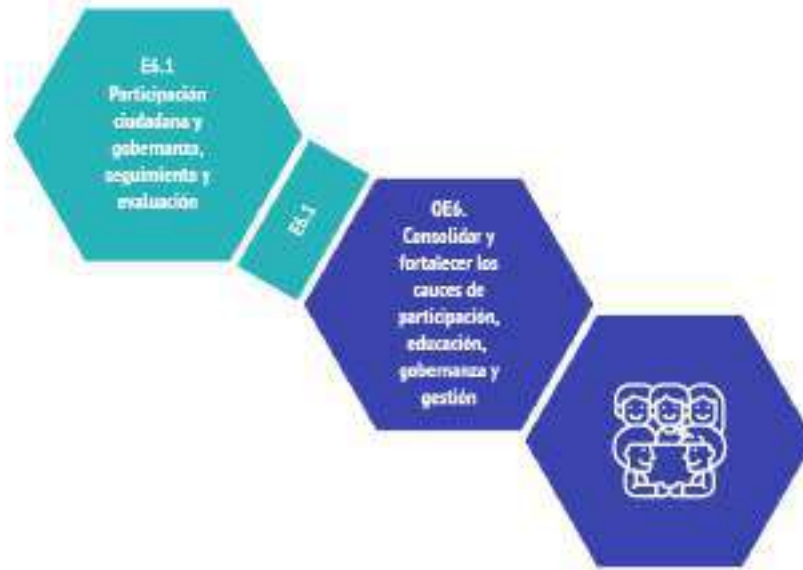 E6.1
Participación
ciudadana y
gobernanza,
seguimiento y
evaluación
E6.1
OE6.
Consolidar y
fortalecer los
cauces de
participación,
educación,
gobernanza y
gestión